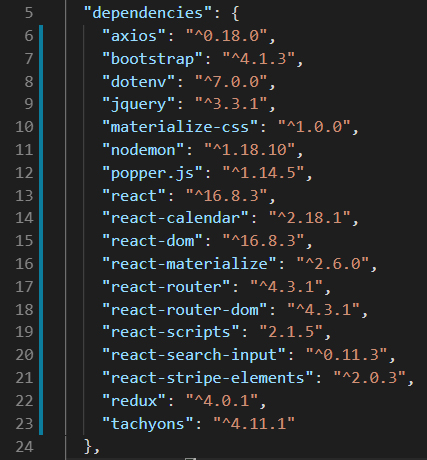 5 "dependencies": {
6 "axios": "^0.18.0",
7 "bootstrap": "^4.1.3",
8 "dotenv": "^7.0.0",
9 "jquery": "^3.3.1",
10 "materialize-css": "^1.0.0",
11 "nodemon": "^1.18.10",
12 "popper.js": "^1.14.5",
13 "react": "^16.8.3",
14 "react-calendar": "^2.18.1",
15 "react-dom": "^16.8.3",
16 "react-materialize": "^2.6.0",
17 "react-router": "^4.3.1",
18 "react-router-dom": "^4.3.1",
19 "react-scripts": "2.1.5",
20 "react-search-input": "^0.11.3",
21 "react-stripe-elements": "^2.0.3",
22 "redux": "^4.0.1",
23 "tachyons": "^4.11.1"
24 },